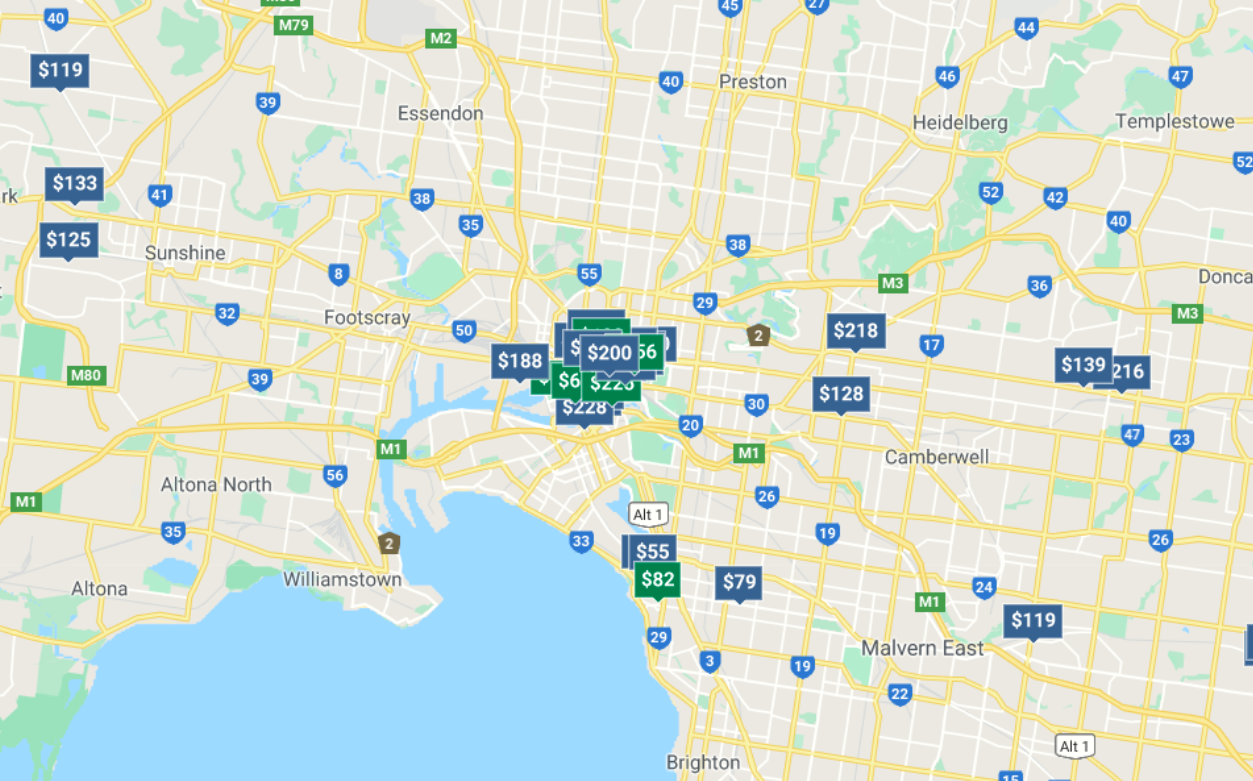 45
27
40
M79
44
M2
$119
40
Preston
46
47
39
Essendon
Heidelberg
Templestowe
52
$133
41
38
52
42
rk
35
40
$125
Sunshine
38
8
55
M3
36
Donca
29
32
Footscray
50
M3
$218
2
17
$200
56
$188
$139
216
M80
39
$128
$228
30
20
47
23
M1
M1
Camberwell
56
Altona North
26
M1
Alt 1
35
19
33
26
2
$55
Williamstown
$82
$79
Altona
24
M1
$119
29
Malvern East
3
19
22
Alt 1
Brighton
15